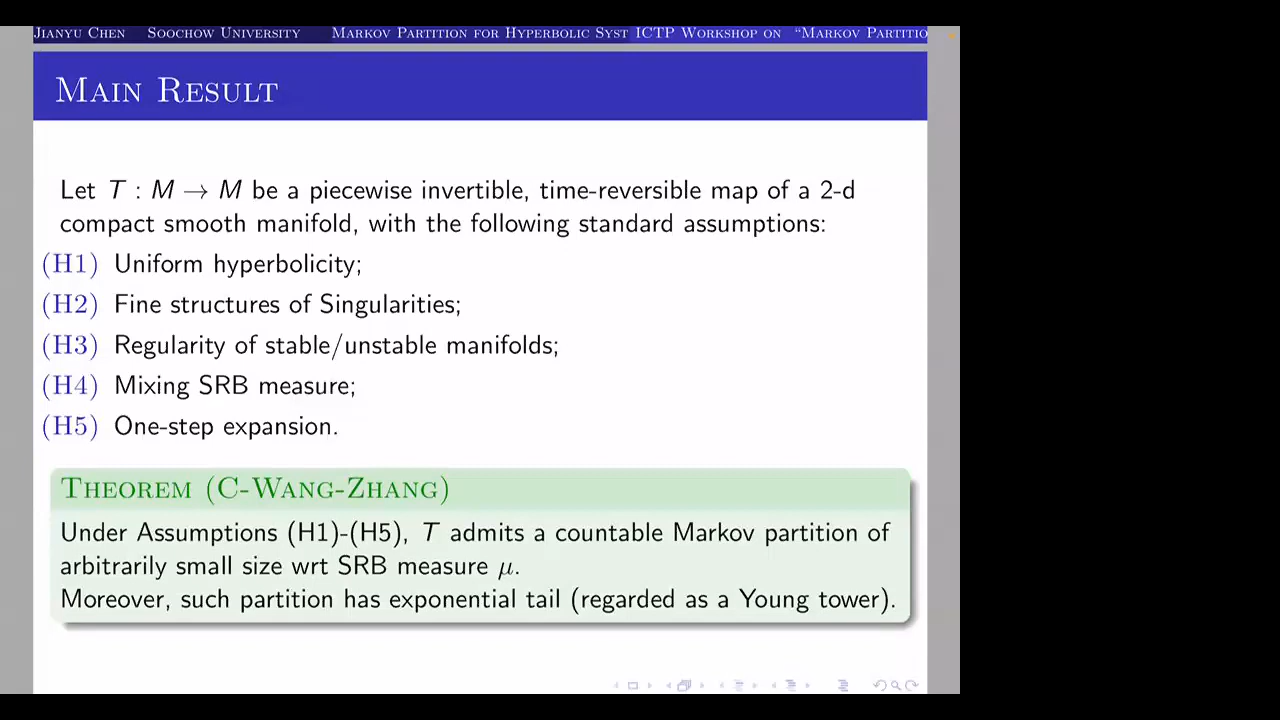 Jianyu Chen Soochow University Markov Partition for Hyperbolic Syst ICTP Workshop on “Markov Partitio
Main Result
Let T : M → M be a piecewise invertible, time-reversible map of a 2-d
compact smooth manifold, with the following standard assumptions:
(H1) Uniform hyperbolicity;
(H2) Fine structures of Singularities;
(H3) Regularity of stable/unstable manifolds;
(H4) Mixing SRB measure;
(H5) One-step expansion.
Theorem (C-Wang-Zhang)
Under Assumptions (H1)-(H5), T admits a countable Markov partition of
arbitrarily small size wrt SRB measure μ.
Moreover, such partition has exponential tail (regarded as a Young tower).